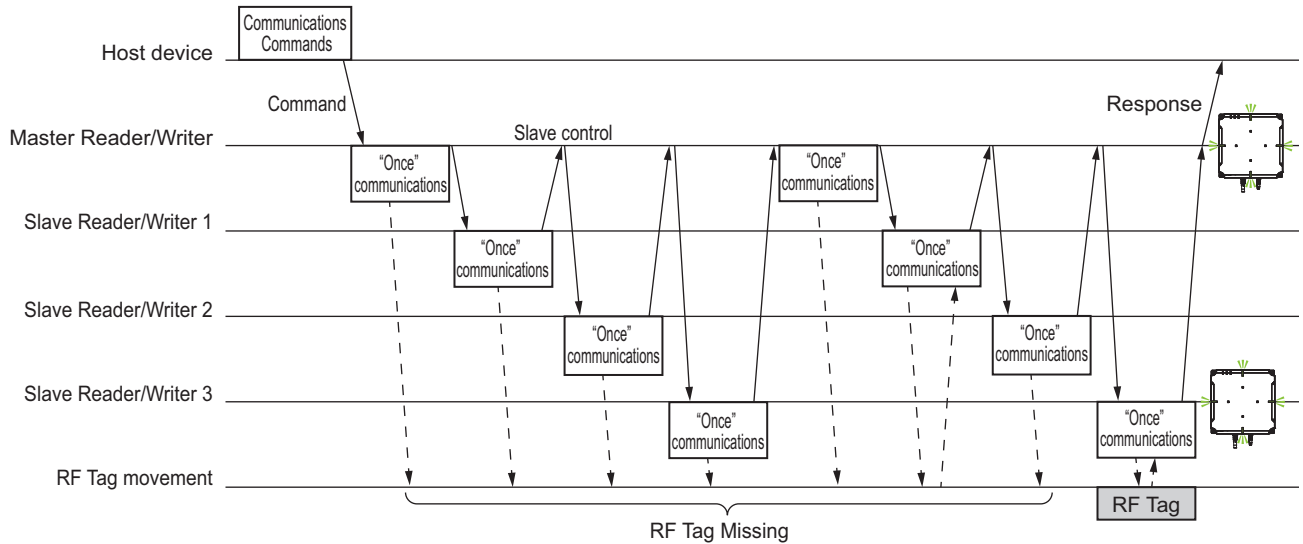 Communications
Commands
Host device
Command
Response
Master Reader/Writer
Slave control
“Once”
communications
“Once”
communications
Slave Reader/Writer 1
“Once”
communications
“Once”
communications
Slave Reader/Writer 2
“Once”
communications
“Once”
communications
Slave Reader/Writer 3
“Once”
communications
“Once”
communications
RF Tag movement
RF Tag
RF Tag Missing